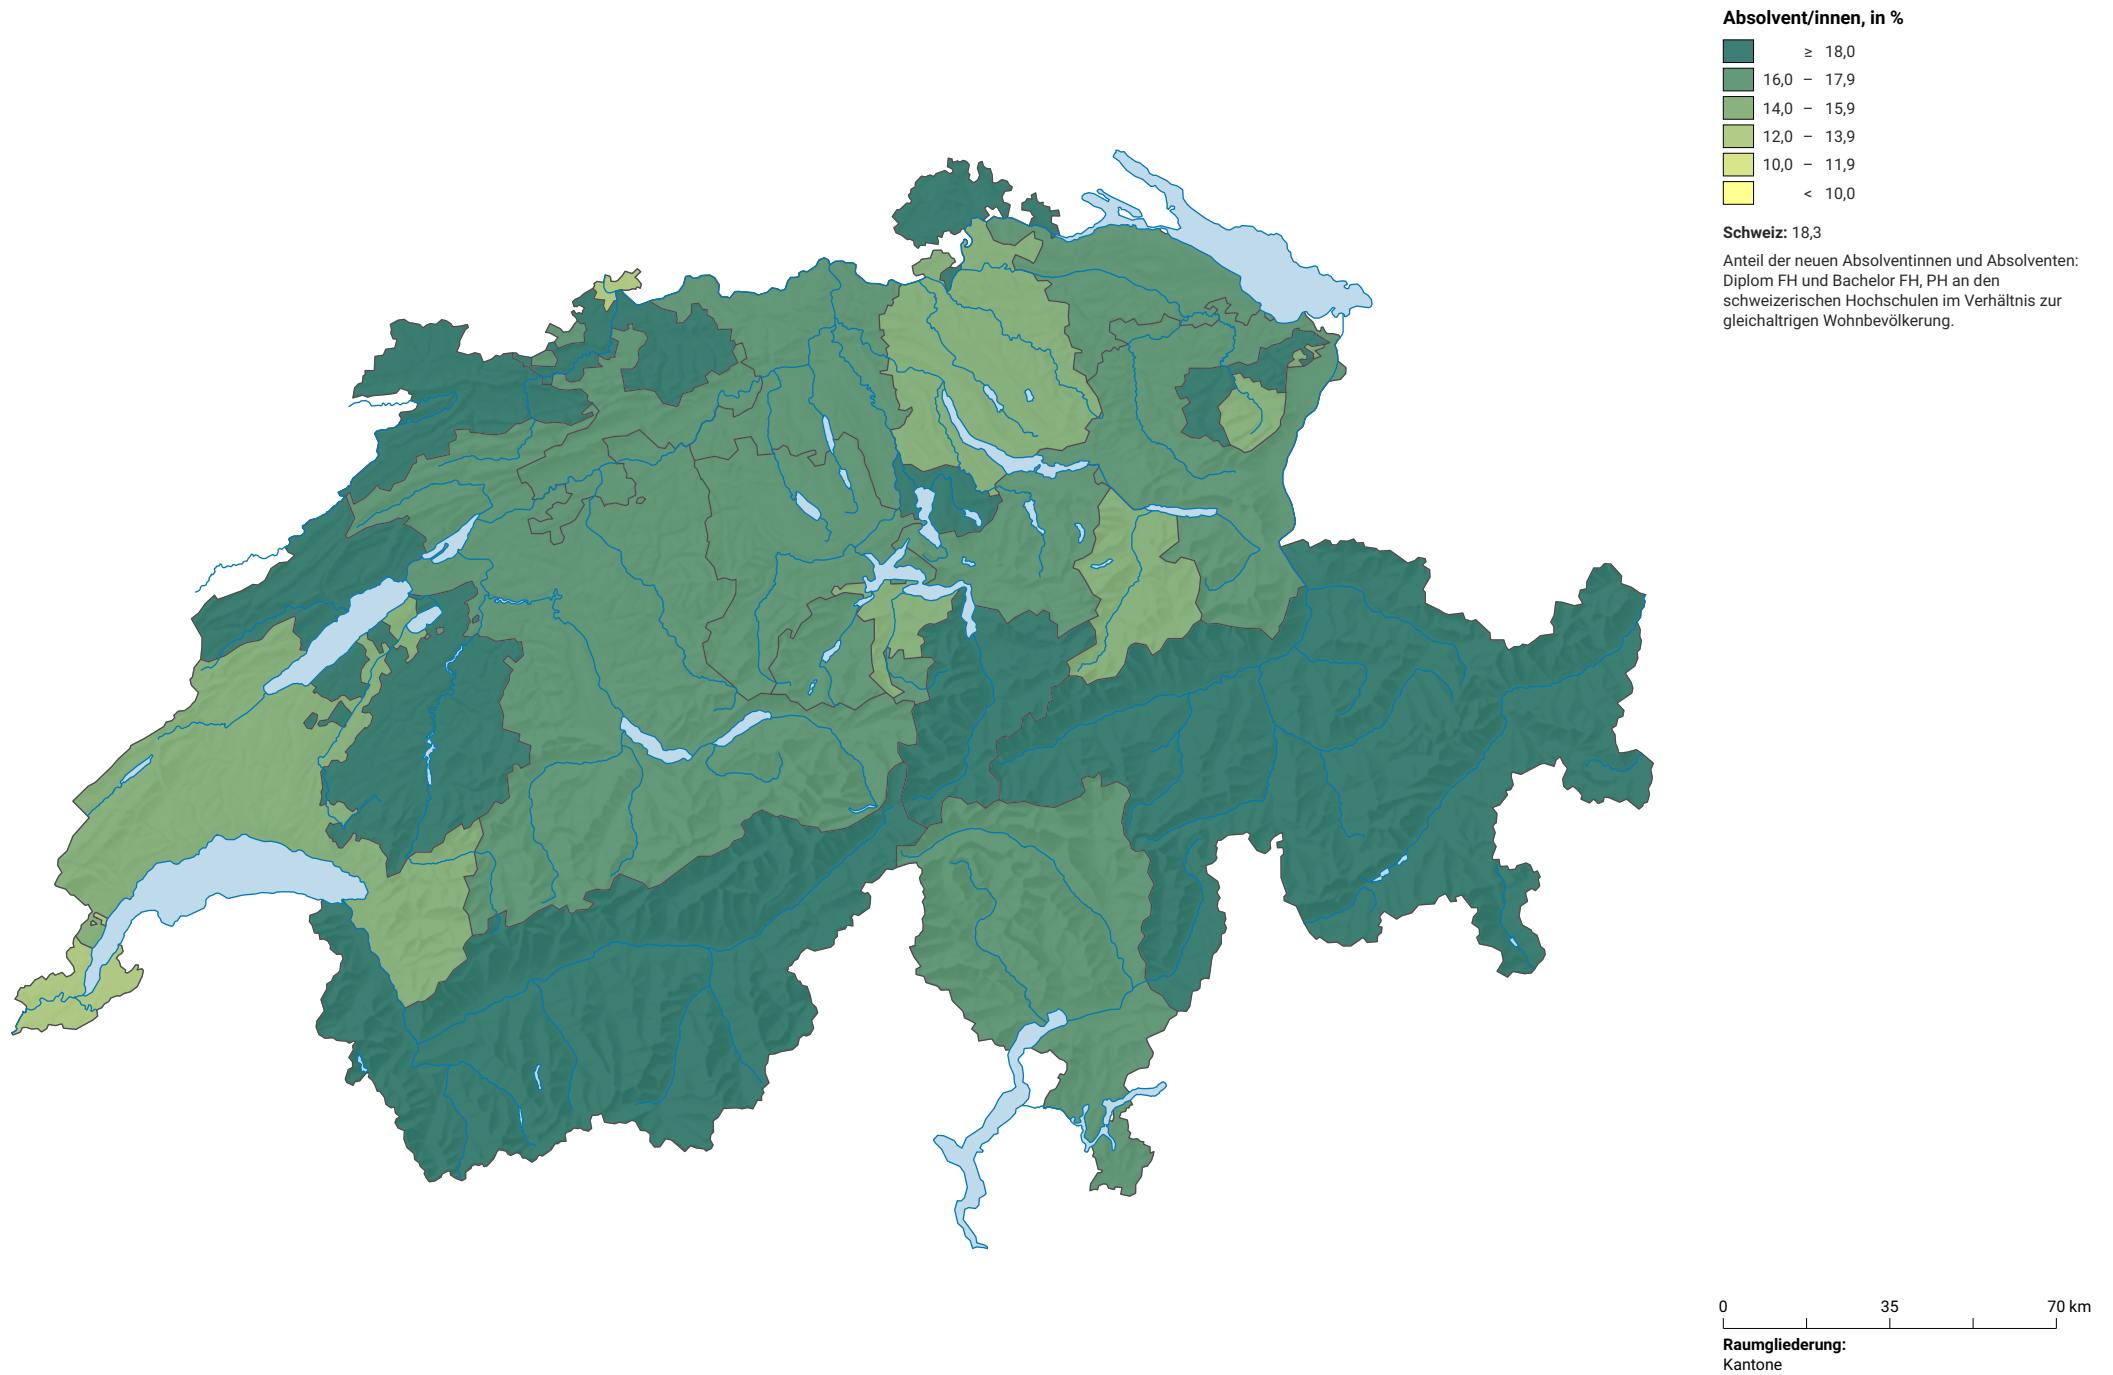 Absolvent/innen, in %
≥ 18,0
16,0 – 17,9
14,0 – 15,9
12,0 – 13,9
10,0 – 11,9
< 10,0
Schweiz: 18,3
Anteil der neuen Absolventinnen und Absolventen:
Diplom FH und Bachelor FH, PH an den
schweizerischen Hochschulen im Verhältnis zur
gleichaltrigen Wohnbevölkerung.
0 35 70 km
Raumgliederung:
Kantone